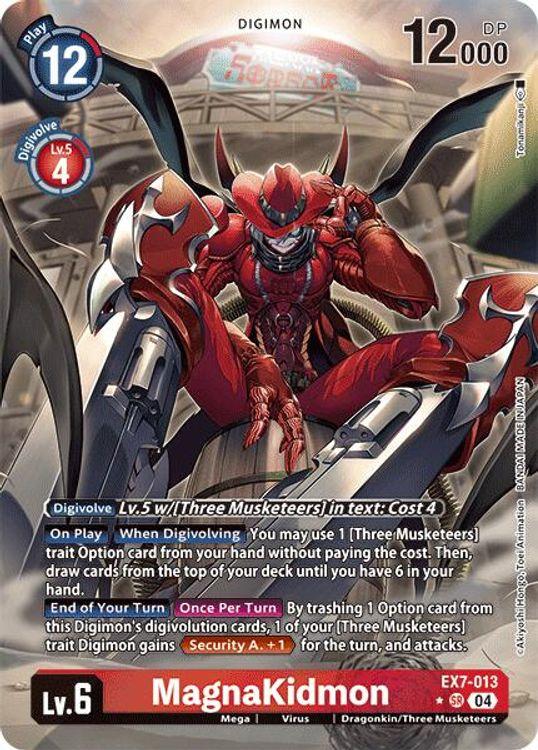 DIGIMON
Play
12
DP
12000
Digivolve
Lv.5
4
Tonamikanji
Digivolve Lv.5 w/[Three Musketeers] in text: Cost 4
On Play When Digivolving You may use 1 [Three Musketeers]
trait Option card from your hand without paying the cost. Then,
draw cards from the top of your deck until you have 6 in your
hand.
End of Your Turn Once Per Turn By trashing 1 Option card from
this Digimon's digivolution cards, 1 of your [Three Musketeers]
trait Digimon gains Security A. +1 for the turn, and attacks.
©Akiyoshi Hongo, Toei Animation BANDAI MADE IN JAPAN
Lv.6
MagnaKidmon
EX7-013
SR 04
Mega | Virus | Dragonkin/Three Musketeers